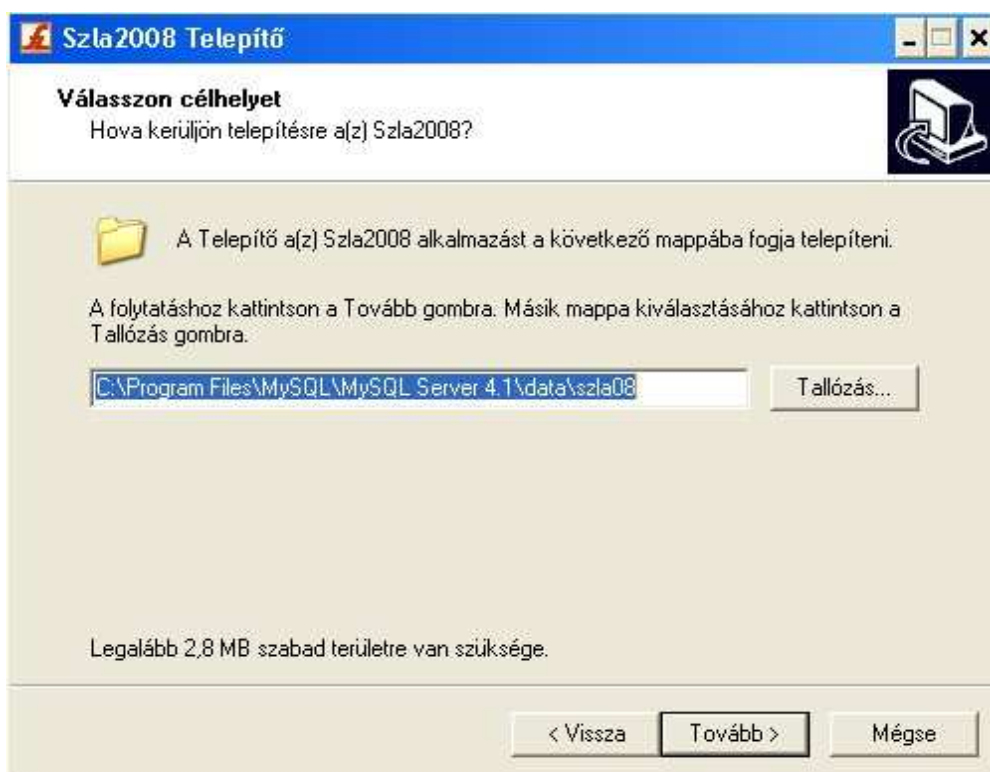 Szla2008 Telepítő
Válasszon célhelyet
Hova kerüljön telepítésre a(z) Szla2008?
A Telepítő a(z) Szla2008 alkalmazást a következő mappába fogja telepíteni.
A folytatáshoz kattintson a Tovább gombra. Másik mappa kiválasztásához kattintson a
Tallózás gombra.
C:\Program Files\MySQL\MySQL Server 4.1\data\szla08
Tallózás...
Legalább 2,8 MB szabad területre van szüksége.
< Vissza
Tovább >
Mégse